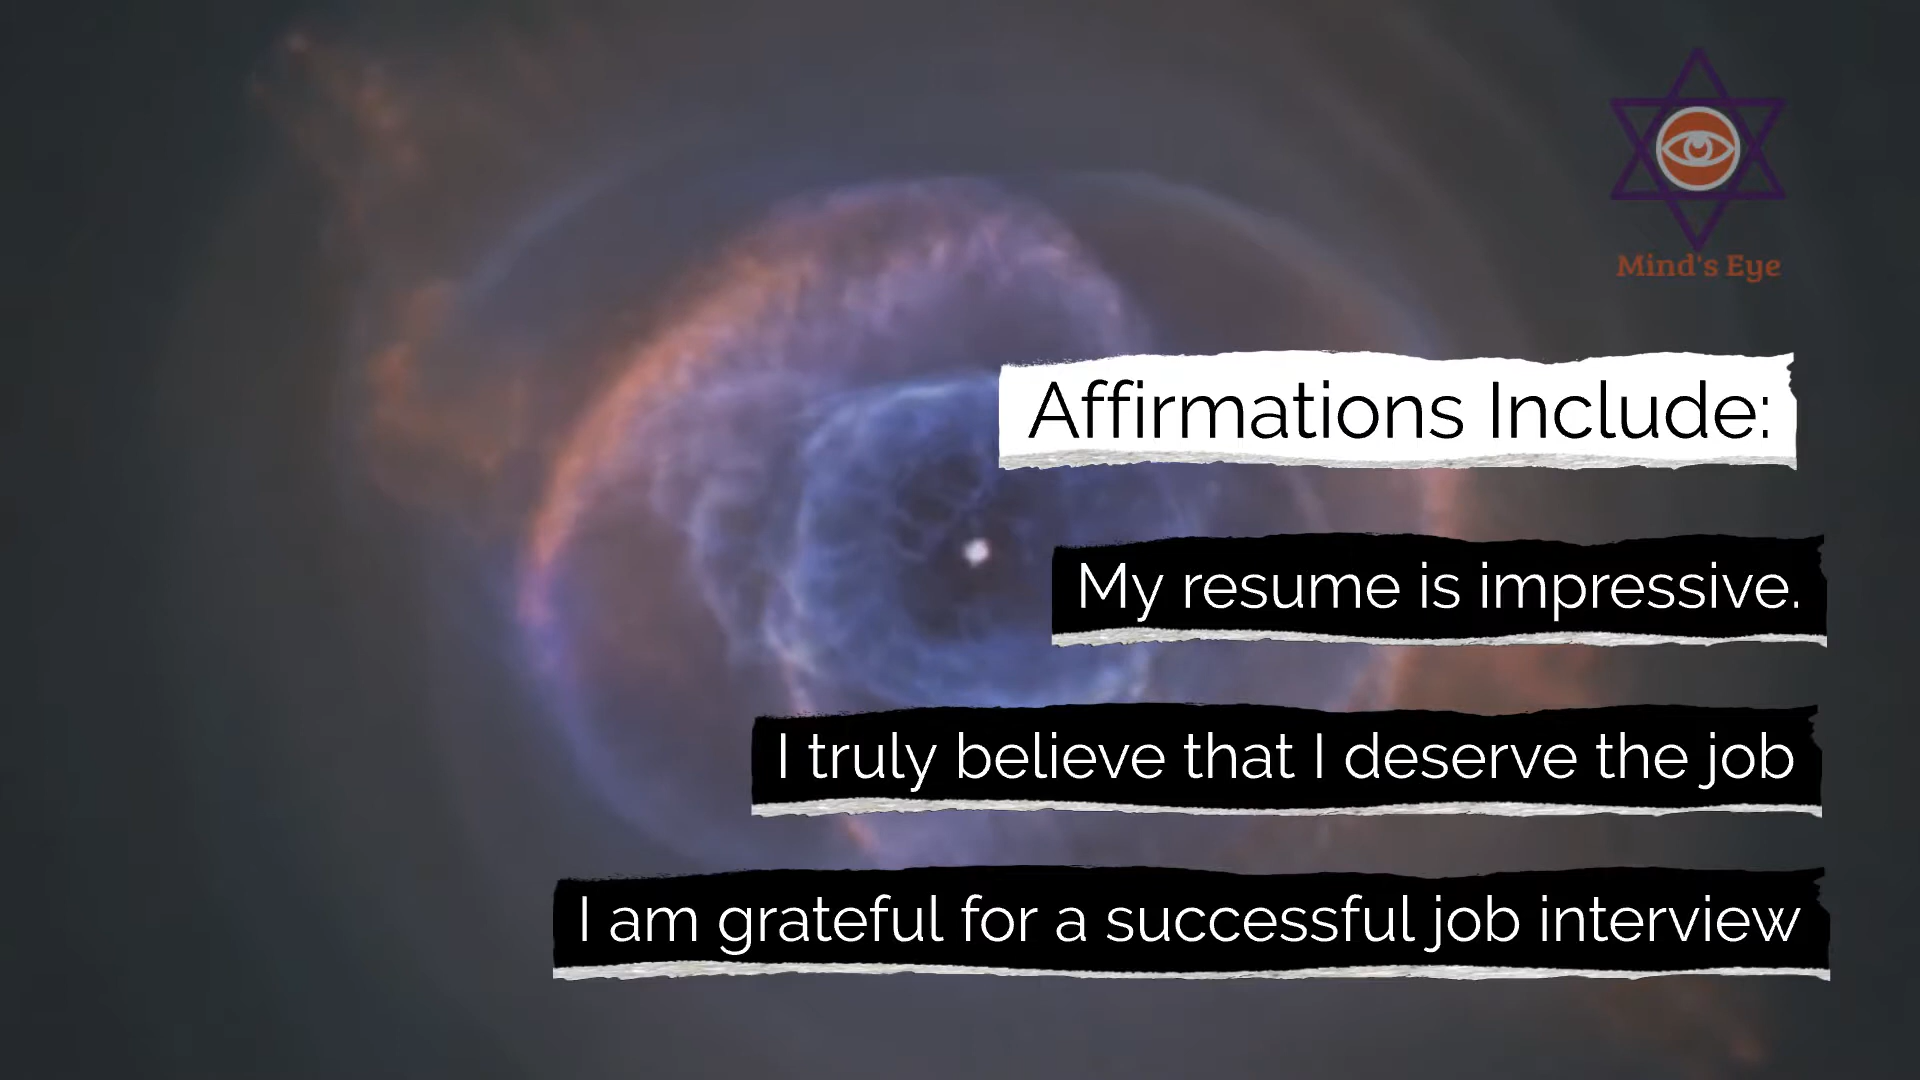 Mind's Eye
Affirmations Include:
My resume is impressive.
I truly believe that I deserve the job
I am grateful for a successful job interview